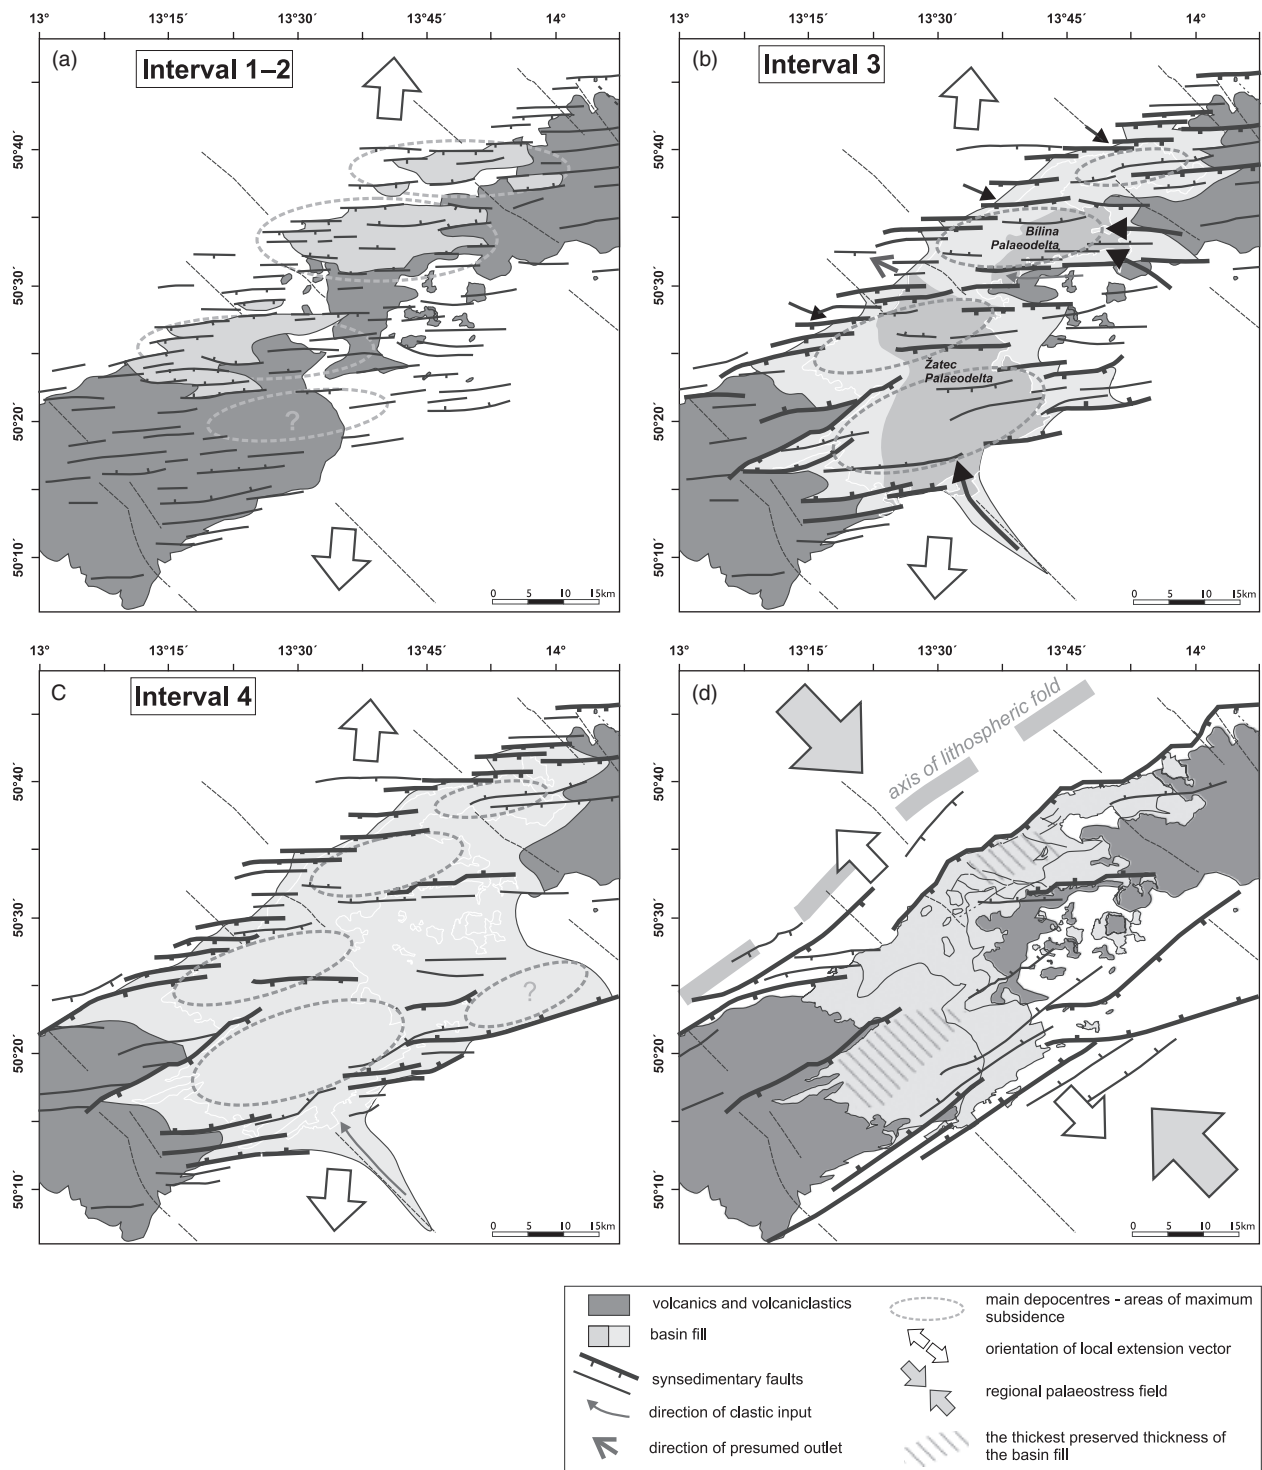 13° 13°15´ 13°30´ 13°45´ 14°
(a)
Interval 1–2
50°40´
50°30´
?
50°20´
50°10´
0 5 10 15km
13° 13°15´ 13°30´ 13°45´ 14°
(b)
Interval 3
50°40´
Bílina
Palaeodelta
50°30´
Žatec
Palaeodelta
50°20´
50°10´
0 5 10 15km
13° 13°15´ 13°30´ 13°45´ 14°
C
Interval 4
50°40´
50°30´
?
50°20´
50°10´
0 5 10 15km
13° 13°15´ 13°30´ 13°45´ 14°
(d)
axis of lithospheric fold
50°40´
50°30´
50°20´
50°10´
0 5 10 15km
volcanics and volcaniclastics
basin fill
synsedimentary faults
direction of clastic input
direction of presumed outlet
main depocentres - areas of maximum
subsidence
orientation of local extension vector
regional palaeostress field
the thickest preserved thickness of
the basin fill